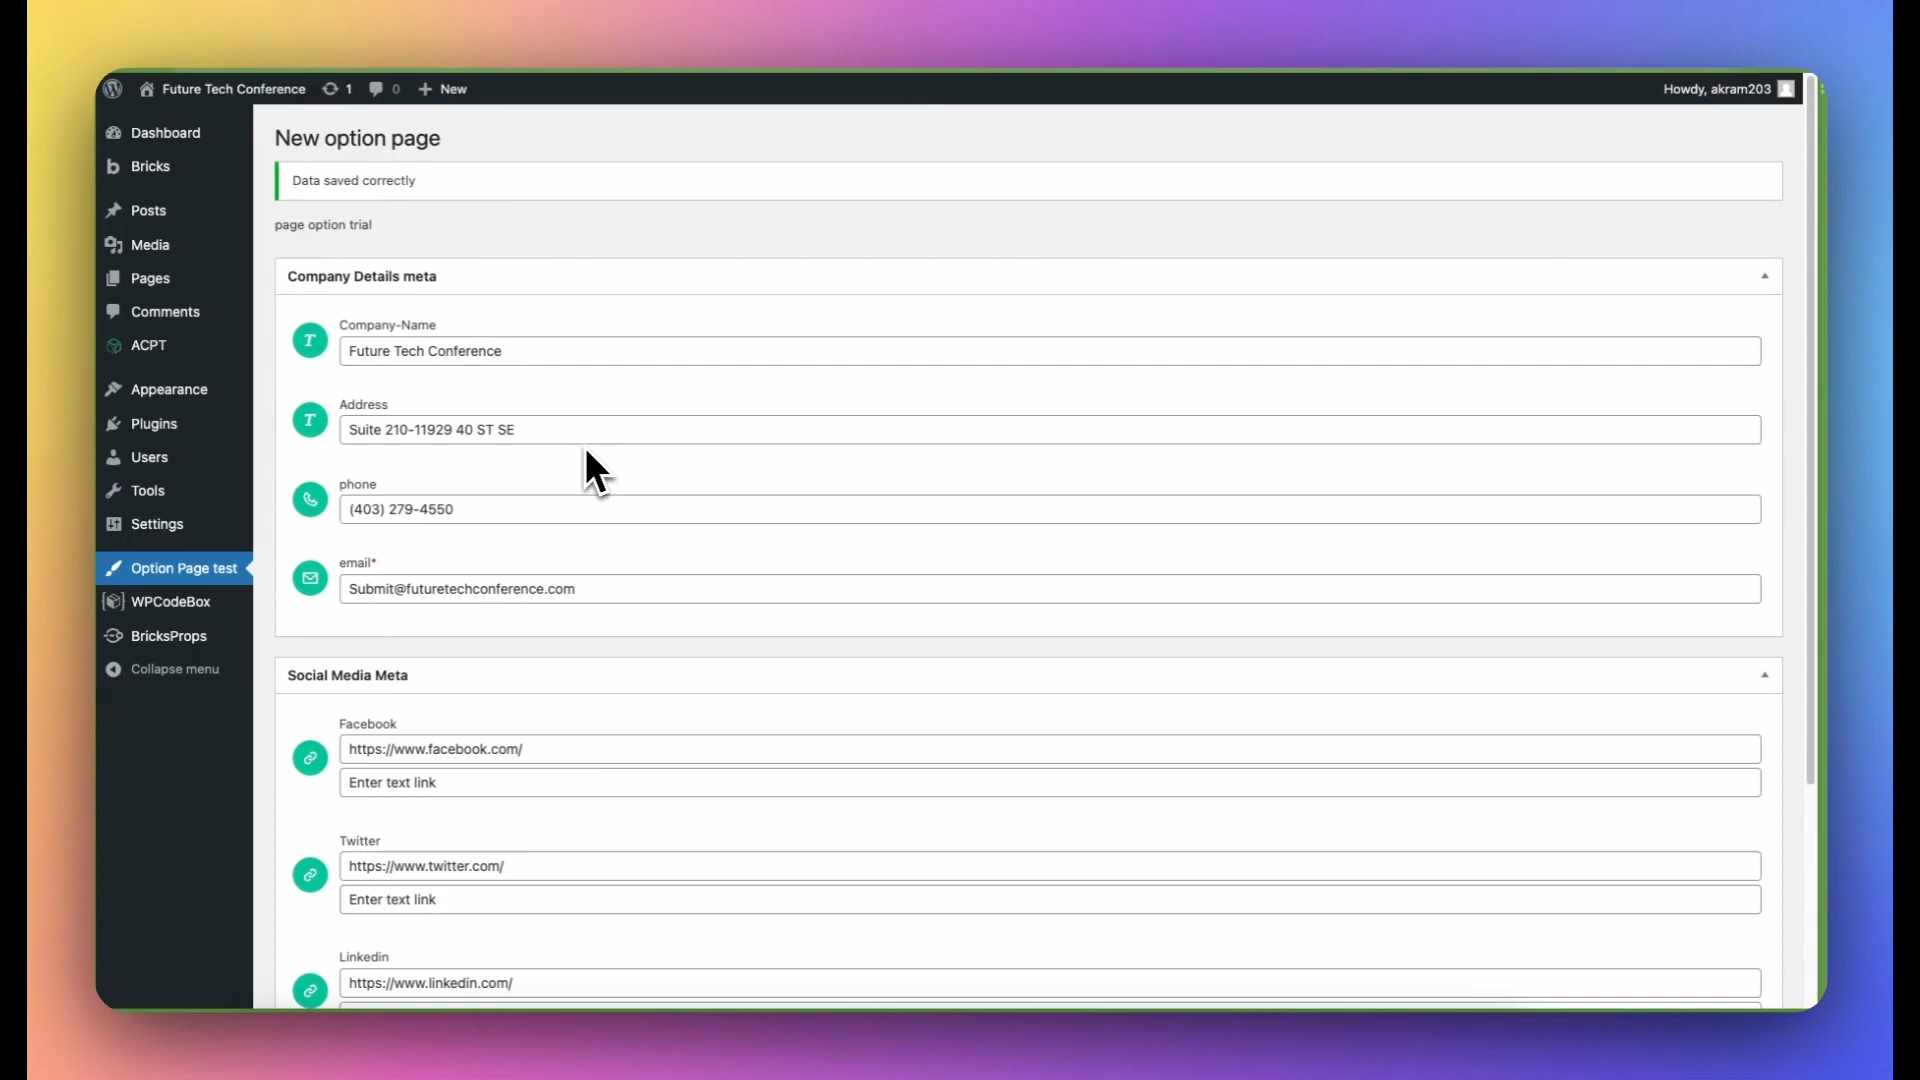 Future Tech Conference 1 0 New Howdy, akram203
Dashboard
Bricks
Posts
Media
Pages
Comments
ACPT
Appearance
Plugins
Users
Tools
Settings
Option Page test
WPCodeBox
BricksProps
Collapse menu
New option page
Data saved correctly
page option trial
Company Details meta
Company-Name
Future Tech Conference
Address
Suite 210-11929 40 ST SE
phone
(403) 279-4550
email*
Submit@futuretechconference.com
Social Media Meta
Facebook
https://www.facebook.com/
Enter text link
Twitter
https://www.twitter.com/
Enter text link
Linkedin
https://www.linkedin.com/